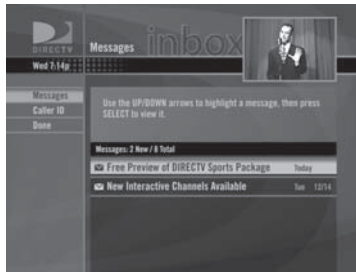 DIRECTV
Messages
inbox
Wed 7:14p
Messages
Caller ID
Done
Use the UP/DOWN arrows to highlight a message, then press
SELECT to view it.
Messages: 2 New / 8 Total
Free Preview of DIRECTV Sports Package Today
New Interactive Channels Available Tue 12/14